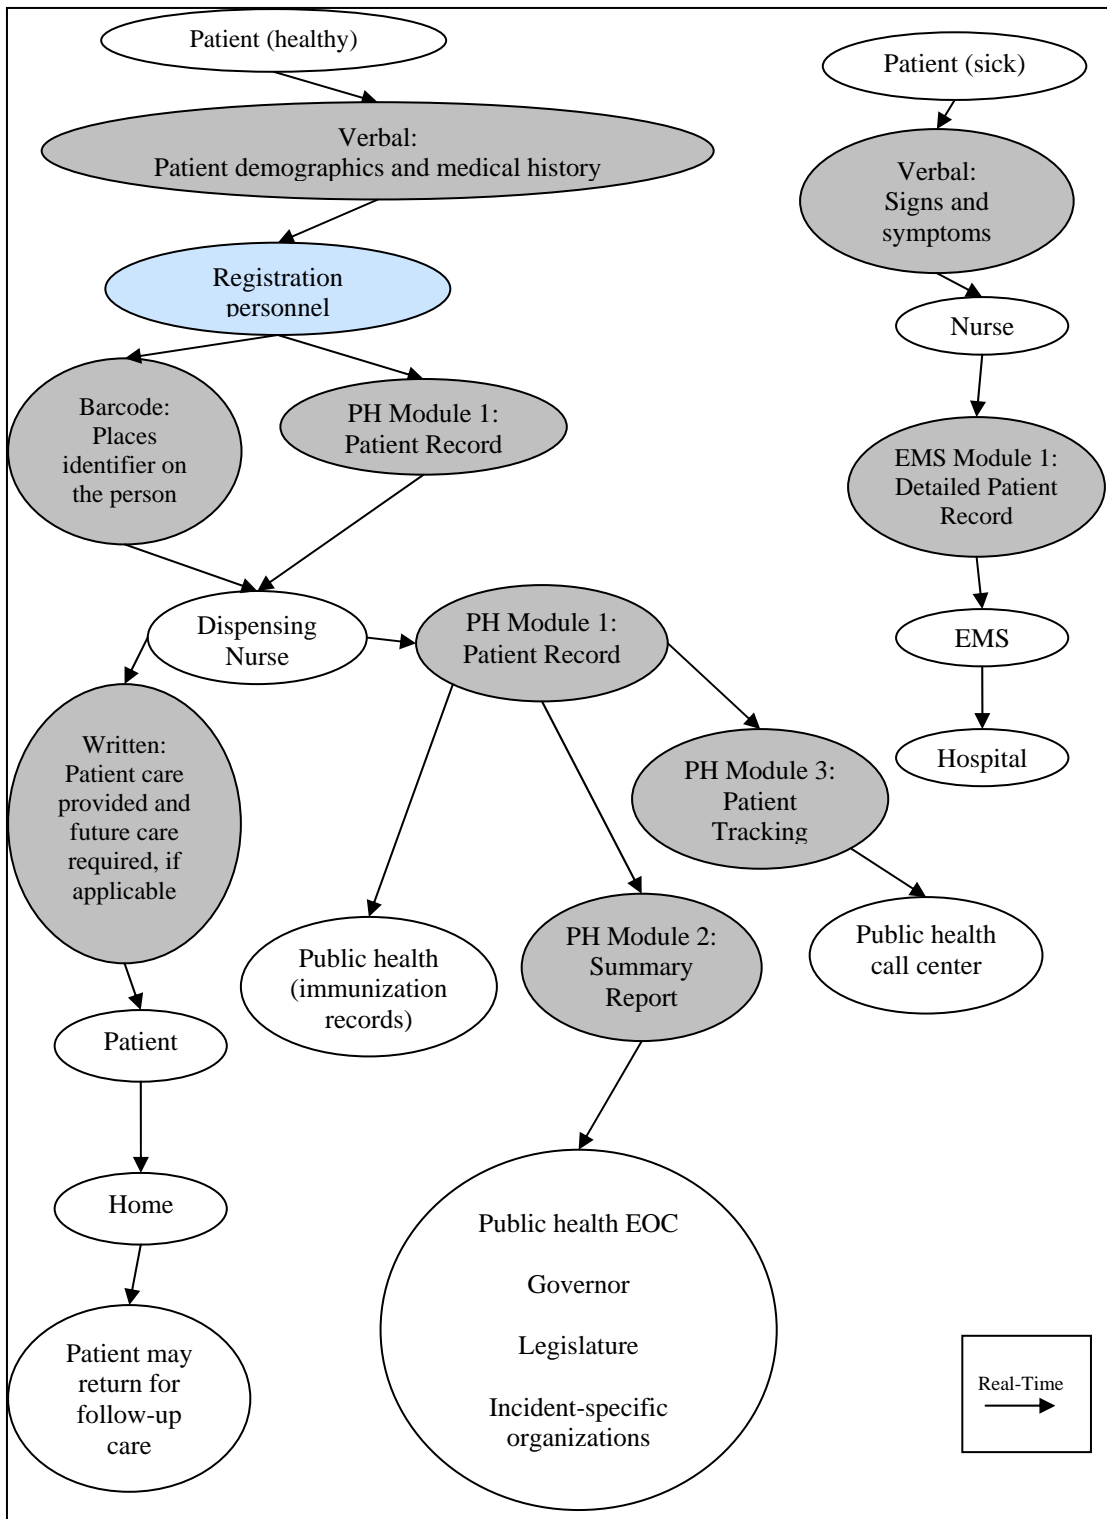 Patient (healthy)
Patient (sick)
Verbal:
Patient demographics and medical history
Verbal:
Signs and
symptoms
Registration
personnel
Nurse
Barcode:
Places
identifier on
the person
PH Module 1:
Patient Record
EMS Module 1:
Detailed Patient
Record
Dispensing
Nurse
PH Module 1:
Patient Record
EMS
Written:
Patient care
provided and
future care
required, if
applicable
PH Module 3:
Patient
Tracking
Hospital
Public health
(immunization
records)
PH Module 2:
Summary
Report
Public health
call center
Patient
Home
Public health EOC
Governor
Legislature
Incident-specific
organizations
Patient may
return for
follow-up
care
Real-Time